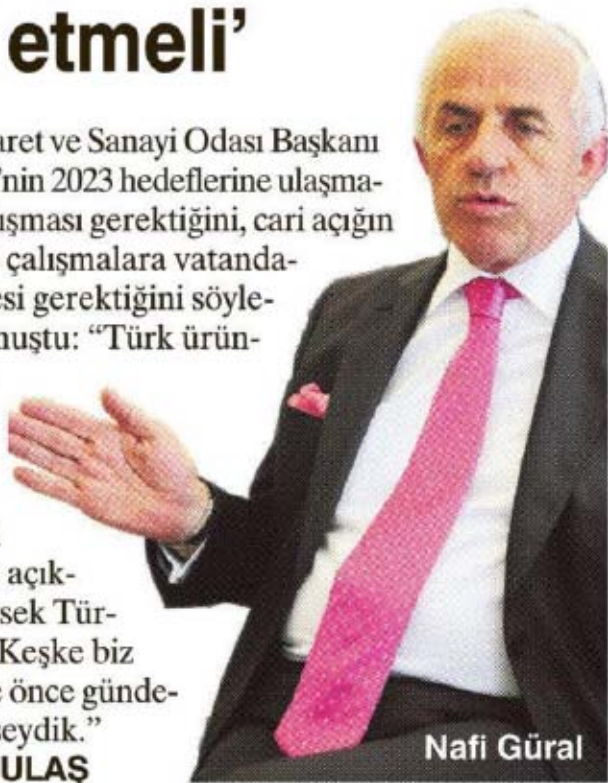 etmeli’
aret ve Sanayi Odası Başkanı
’nin 2023 hedeflerine ulaşma-
ışması gerektiğini, cari açığın
çalışmalara vatanda-
esi gerektiğini söyle-
nuştu: “Türk ürün-
açık-
sek Tür-
Keşke biz
e önce günde-
seydik.”
ULAŞ
Nafi Güral